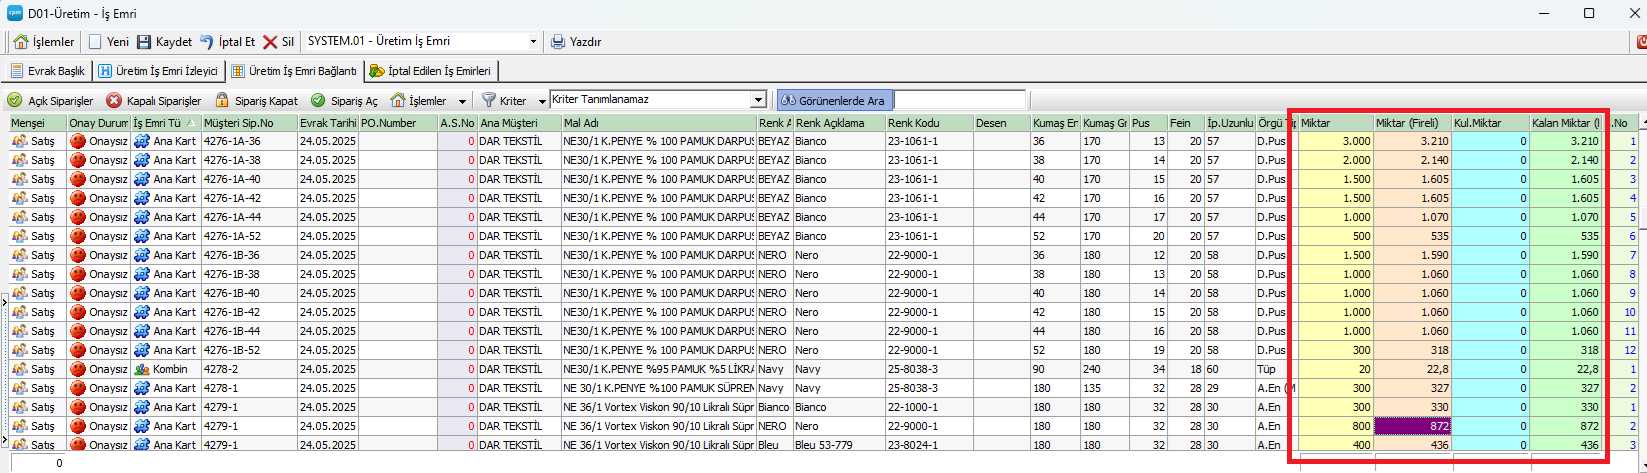 cpm D01-Üretim - İş Emri
İşlemler Yeni Kaydet İptal Et Sil SYSTEM.01 - Üretim İş Emri Yazdır
Evrak Başlık Üretim İş Emri İzleyici Üretim İş Emri Bağlantı İptal Edilen İş Emirleri
Açık Siparişler Kapalı Siparişler Sipariş Kapat Sipariş Aç İşlemler Kriter Kriter Tanımlanamaz Görünenlerde Ara
Menşei Onay Durum İş Emri Tü Müşteri Sip.No Evrak Tarihi PO.Number A.S.No Ana Müşteri Mal Adı Renk A Renk Açıklama Renk Kodu Desen Kumaş En Kumaş Gr Pus Fein İp.Uzunlu Örgü Tip Miktar Miktar (Fireli) Kul.Miktar Kalan Miktar ( .No
Satış Onaysız Ana Kart 4276-1A-36 24.05.2025 0 DAR TEKSTİL NE30/1 K.PENYE % 100 PAMUK DARPUS BEYAZ Bianco 23-1061-1 36 170 13 20 57 D.Pus 3.000 3.210 0 3.210 1
Satış Onaysız Ana Kart 4276-1A-38 24.05.2025 0 DAR TEKSTİL NE30/1 K.PENYE % 100 PAMUK DARPUS BEYAZ Bianco 23-1061-1 38 170 14 20 57 D.Pus 2.000 2.140 0 2.140 2
Satış Onaysız Ana Kart 4276-1A-40 24.05.2025 0 DAR TEKSTİL NE30/1 K.PENYE % 100 PAMUK DARPUS BEYAZ Bianco 23-1061-1 40 170 15 20 57 D.Pus 1.500 1.605 0 1.605 3
Satış Onaysız Ana Kart 4276-1A-42 24.05.2025 0 DAR TEKSTİL NE30/1 K.PENYE % 100 PAMUK DARPUS BEYAZ Bianco 23-1061-1 42 170 16 20 57 D.Pus 1.500 1.605 0 1.605 4
Satış Onaysız Ana Kart 4276-1A-44 24.05.2025 0 DAR TEKSTİL NE30/1 K.PENYE % 100 PAMUK DARPUS BEYAZ Bianco 23-1061-1 44 170 17 20 57 D.Pus 1.000 1.070 0 1.070 5
Satış Onaysız Ana Kart 4276-1A-52 24.05.2025 0 DAR TEKSTİL NE30/1 K.PENYE % 100 PAMUK DARPUS BEYAZ Bianco 23-1061-1 52 170 20 20 57 D.Pus 500 535 0 535 6
Satış Onaysız Ana Kart 4276-1B-36 24.05.2025 0 DAR TEKSTİL NE30/1 K.PENYE % 100 PAMUK DARPUS NERO Nero 22-9000-1 36 180 12 20 58 D.Pus 1.500 1.590 0 1.590 7
Satış Onaysız Ana Kart 4276-1B-38 24.05.2025 0 DAR TEKSTİL NE30/1 K.PENYE % 100 PAMUK DARPUS NERO Nero 22-9000-1 38 180 13 20 58 D.Pus 1.000 1.060 0 1.060 8
Satış Onaysız Ana Kart 4276-1B-40 24.05.2025 0 DAR TEKSTİL NE30/1 K.PENYE % 100 PAMUK DARPUS NERO Nero 22-9000-1 40 180 14 20 58 D.Pus 1.000 1.060 0 1.060 9
Satış Onaysız Ana Kart 4276-1B-42 24.05.2025 0 DAR TEKSTİL NE30/1 K.PENYE % 100 PAMUK DARPUS NERO Nero 22-9000-1 42 180 15 20 58 D.Pus 1.000 1.060 0 1.060 10
Satış Onaysız Ana Kart 4276-1B-44 24.05.2025 0 DAR TEKSTİL NE30/1 K.PENYE % 100 PAMUK DARPUS NERO Nero 22-9000-1 44 180 16 20 58 D.Pus 1.000 1.060 0 1.060 11
Satış Onaysız Ana Kart 4276-1B-52 24.05.2025 0 DAR TEKSTİL NE30/1 K.PENYE % 100 PAMUK DARPUS NERO Nero 22-9000-1 52 180 19 20 58 D.Pus 300 318 0 318 12
Satış Onaysız Kombin 4278-2 24.05.2025 0 DAR TEKSTİL NE30/1 K.PENYE %95 PAMUK %5 LİKRA Navy Navy 25-8038-3 90 240 34 18 60 Tüp 20 22,8 0 22,8 1
Satış Onaysız Ana Kart 4278-1 24.05.2025 0 DAR TEKSTİL NE 30/1 K.PENYE %100 PAMUK SÜPREM Navy Navy 25-8038-3 180 135 32 28 29 A.En (M 300 327 0 327 2
Satış Onaysız Ana Kart 4279-1 24.05.2025 0 DAR TEKSTİL NE 36/1 Vortex Viskon 90/10 Likralı Süpr Bianco Bianco 22-1000-1 180 180 32 28 30 A.En 300 330 0 330 1
Satış Onaysız Ana Kart 4279-1 24.05.2025 0 DAR TEKSTİL NE 36/1 Vortex Viskon 90/10 Likralı Süpr NERO Nero 22-9000-1 180 180 32 28 30 A.En 800 872 0 872 2
Satış Onaysız Ana Kart 4279-1 24.05.2025 0 DAR TEKSTİL NE 36/1 Vortex Viskon 90/10 Likralı Süpr Bleu Bleu 53-779 23-8024-1 180 180 32 28 30 A.En 400 436 0 436 3
0